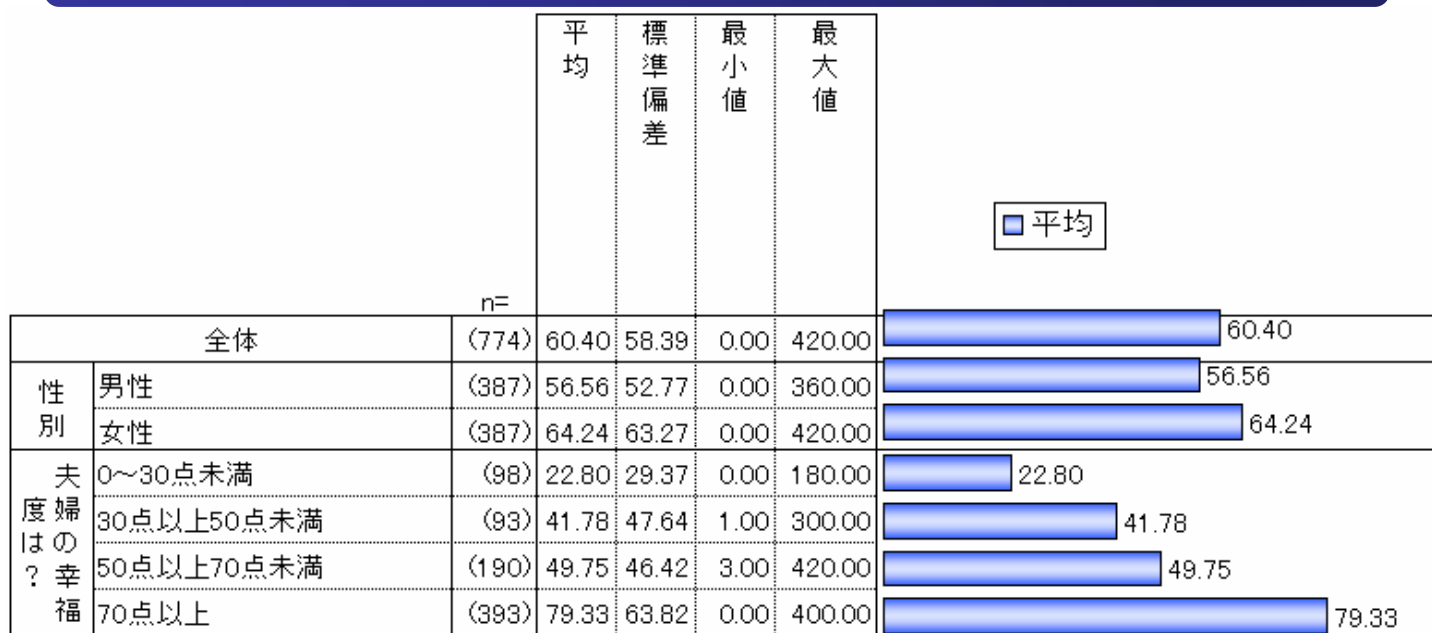 平均 標準偏差 最小値 最大値
平均
n=
全体 (774) 60.40 58.39 0.00 420.00 60.40
性別
男性 (387) 56.56 52.77 0.00 360.00 56.56
女性 (387) 64.24 63.27 0.00 420.00 64.24
夫婦の幸福度は?
0～30点未満 (98) 22.80 29.37 0.00 180.00 22.80
30点以上50点未満 (93) 41.78 47.64 1.00 300.00 41.78
50点以上70点未満 (190) 49.75 46.42 3.00 420.00 49.75
70点以上 (393) 79.33 63.82 0.00 400.00 79.33